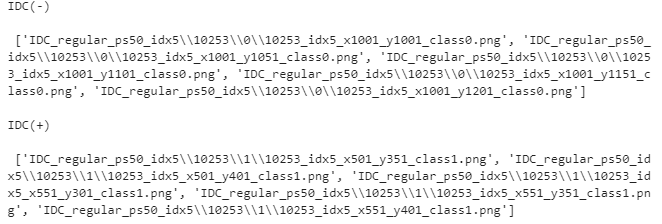 IDC(-)
 ['IDC_regular_ps50_idx5\\10253\\0\\10253_idx5_x1001_y1001_class0.png', 'IDC_regular_ps50_
idx5\\10253\\0\\10253_idx5_x1001_y1051_class0.png', 'IDC_regular_ps50_idx5\\10253\\0\\1025
3_idx5_x1001_y1101_class0.png', 'IDC_regular_ps50_idx5\\10253\\0\\10253_idx5_x1001_y1151_c
lass0.png', 'IDC_regular_ps50_idx5\\10253\\0\\10253_idx5_x1001_y1201_class0.png']
IDC(+)
 ['IDC_regular_ps50_idx5\\10253\\1\\10253_idx5_x501_y351_class1.png', 'IDC_regular_ps50_id
x5\\10253\\1\\10253_idx5_x501_y401_class1.png', 'IDC_regular_ps50_idx5\\10253\\1\\10253_id
x5_x551_y301_class1.png', 'IDC_regular_ps50_idx5\\10253\\1\\10253_idx5_x551_y351_class1.pn
g', 'IDC_regular_ps50_idx5\\10253\\1\\10253_idx5_x551_y401_class1.png']